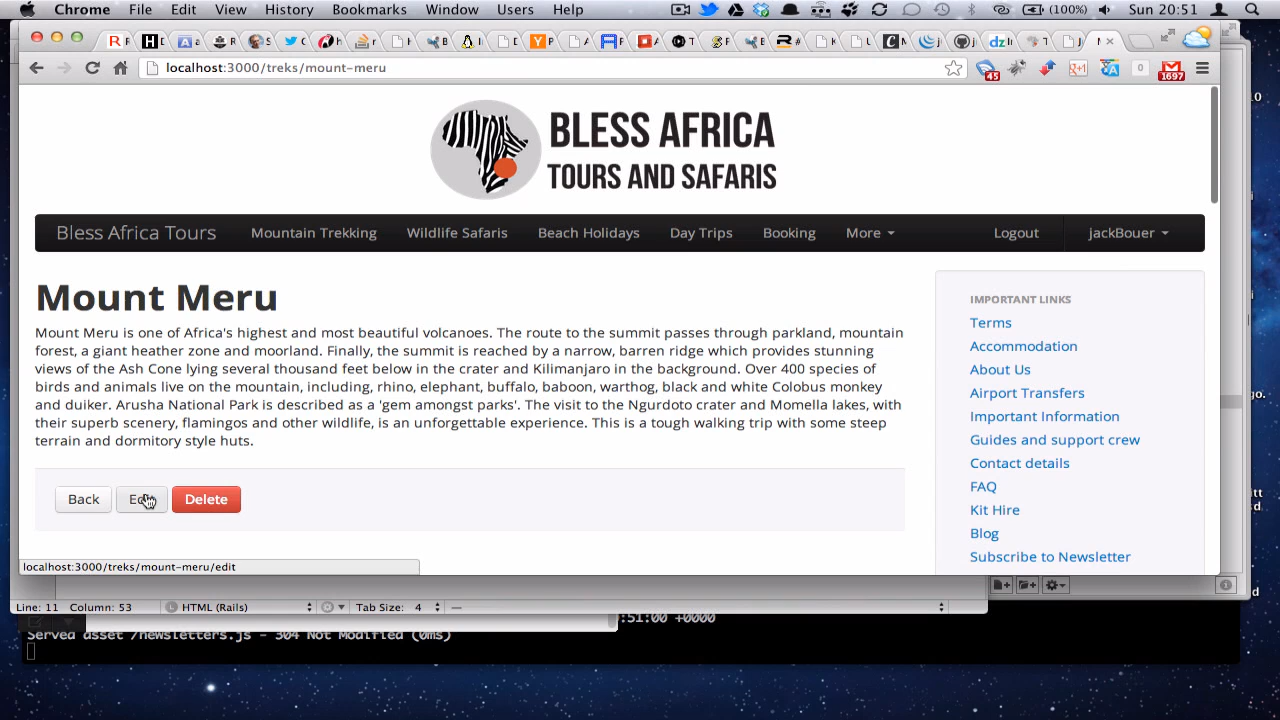 Chrome File Edit View History Bookmarks Window Users Help (100%) Sun 20:51
localhost:3000/treks/mount-meru 45 0 1697
BLESS AFRICA
TOURS AND SAFARIS
Bless Africa Tours Mountain Trekking Wildlife Safaris Beach Holidays Day Trips Booking More Logout jackBouer
Mount Meru
Mount Meru is one of Africa's highest and most beautiful volcanoes. The route to the summit passes through parkland, mountain
forest, a giant heather zone and moorland. Finally, the summit is reached by a narrow, barren ridge which provides stunning
views of the Ash Cone lying several thousand feet below in the crater and Kilimanjaro in the background. Over 400 species of
birds and animals live on the mountain, including, rhino, elephant, buffalo, baboon, warthog, black and white Colobus monkey
and duiker. Arusha National Park is described as a 'gem amongst parks'. The visit to the Ngurdoto crater and Momella lakes, with
their superb scenery, flamingos and other wildlife, is an unforgettable experience. This is a tough walking trip with some steep
terrain and dormitory style huts.
Back Edit Delete
IMPORTANT LINKS
Terms
Accommodation
About Us
Airport Transfers
Important Information
Guides and support crew
Contact details
FAQ
Kit Hire
Blog
Subscribe to Newsletter
localhost:3000/treks/mount-meru/edit
Line: 11 Column: 53 HTML (Rails) Tab Size: 4 —
:51:00 +0000
Served asset /newsletters.js - 304 Not Modified (0ms)